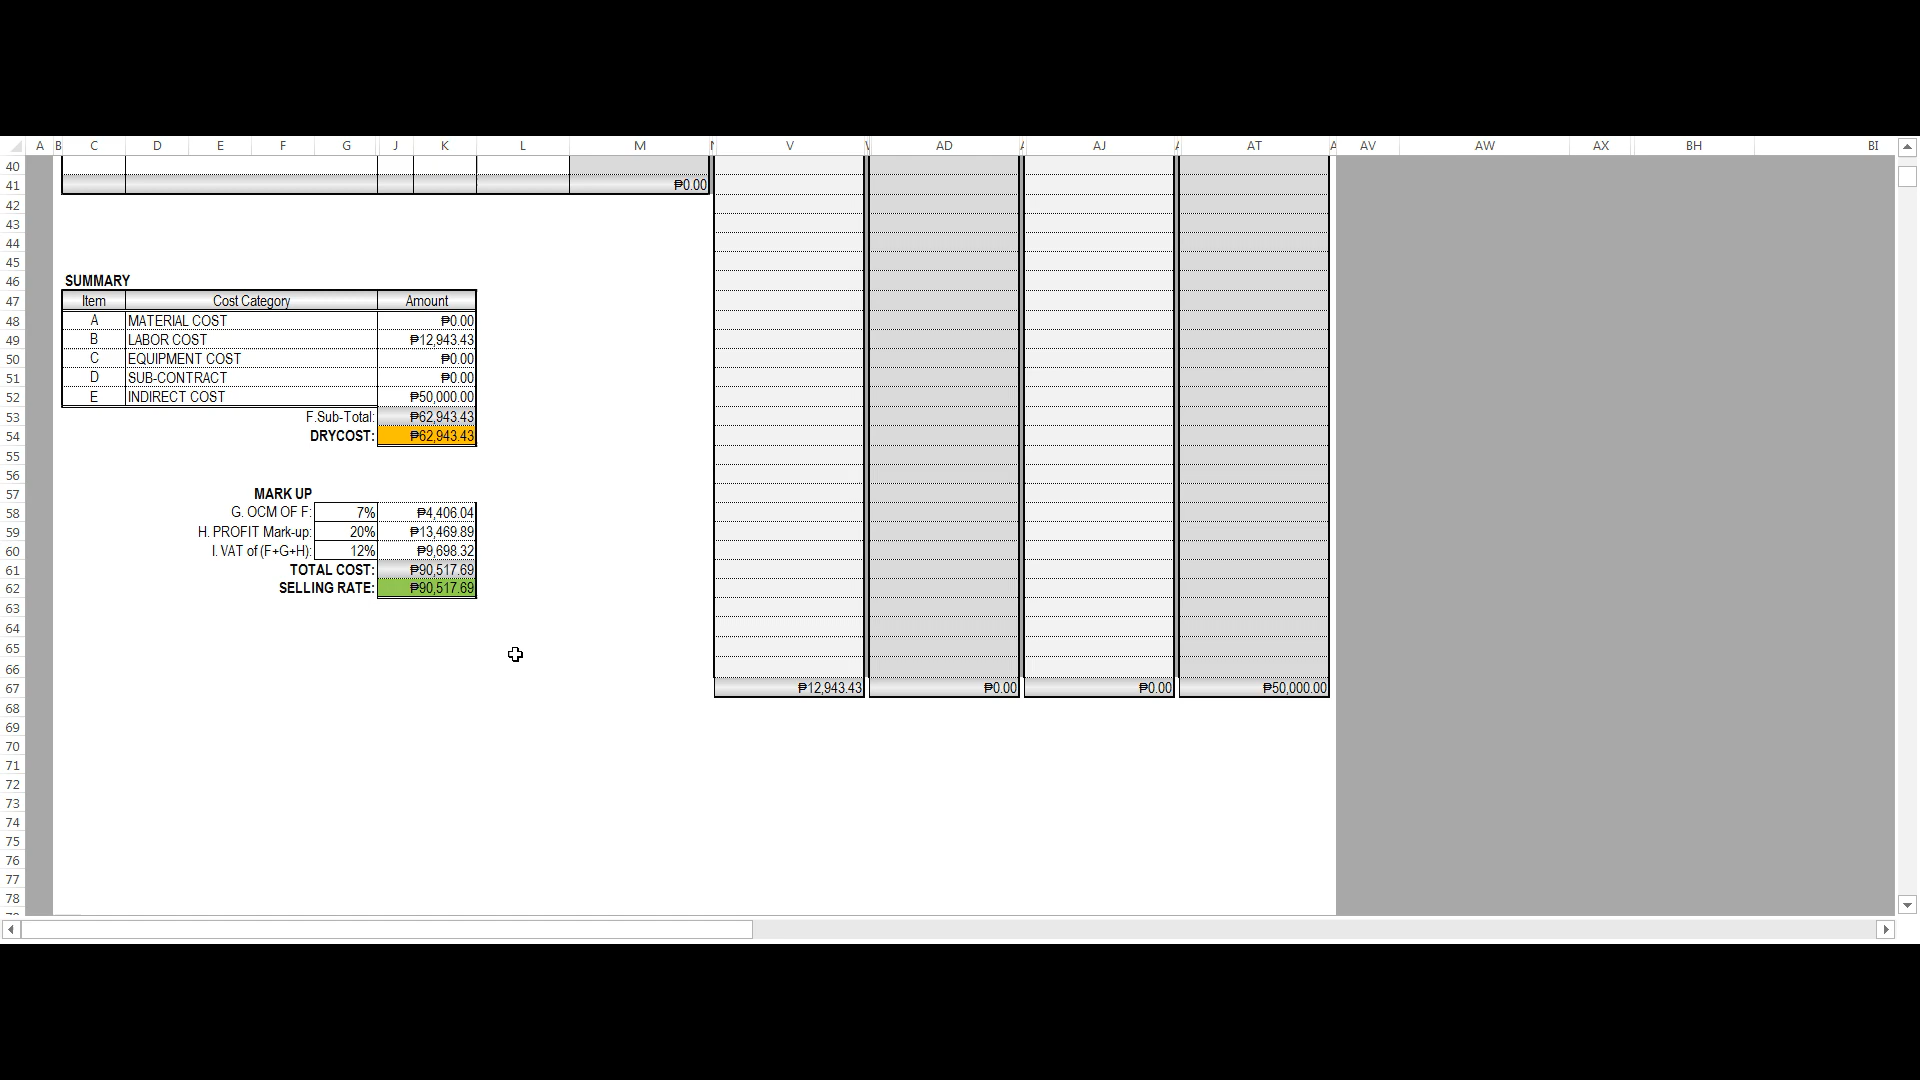 A B C D E F G J K L M V AD AJ AT A AV AW AX BH BI
40
41 ₱0.00
42
43
44
45
46 SUMMARY
47 Item Cost Category Amount
48 A MATERIAL COST ₱0.00
49 B LABOR COST ₱12,943.43
50 C EQUIPMENT COST ₱0.00
51 D SUB-CONTRACT ₱0.00
52 E INDIRECT COST ₱50,000.00
53 F.Sub-Total: ₱62,943.43
54 DRYCOST: ₱62,943.43
55
56
57 MARK UP
58 G. OCM OF F: 7% ₱4,406.04
59 H. PROFIT Mark-up: 20% ₱13,469.89
60 I. VAT of (F+G+H): 12% ₱9,698.32
61 TOTAL COST: ₱90,517.69
62 SELLING RATE: ₱90,517.69
63
64
65
66
67 ₱12,943.43 ₱0.00 ₱0.00 ₱50,000.00
68
69
70
71
72
73
74
75
76
77
78